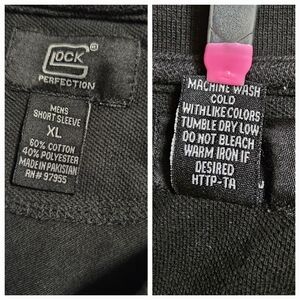 GLOCK
PERFECTION
MENS
SHORT SLEEVE
XL
60% COTTON
40% POLYESTER
MADE IN PAKISTAN
RN# 97955
MACHINE WASH
COLD
WITH LIKE COLORS
TUMBLE DRY LOW
DO NOT BLEACH
WARM IRON IF
DESIRED
HTTP-TA